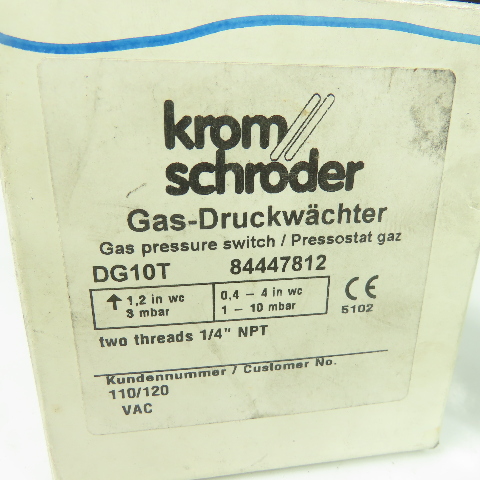 krom
schroder
Gas-Druckwächter
Gas pressure switch / Pressostat gaz
DG10T 84447812
↑ 1,2 in wc 0,4 – 4 in wc
3 mbar 1 – 10 mbar
CE
5102
two threads 1/4" NPT
Kundennummer / Customer No.
110/120
VAC